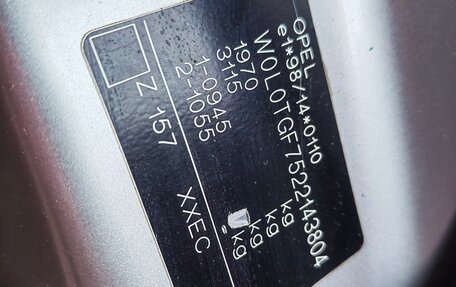 OPEL
e1*98/14*0110
W0L0TGF7522143804
1970 kg
3115 kg
1-0945 kg
2-1055 kg
Z 157 XXEC